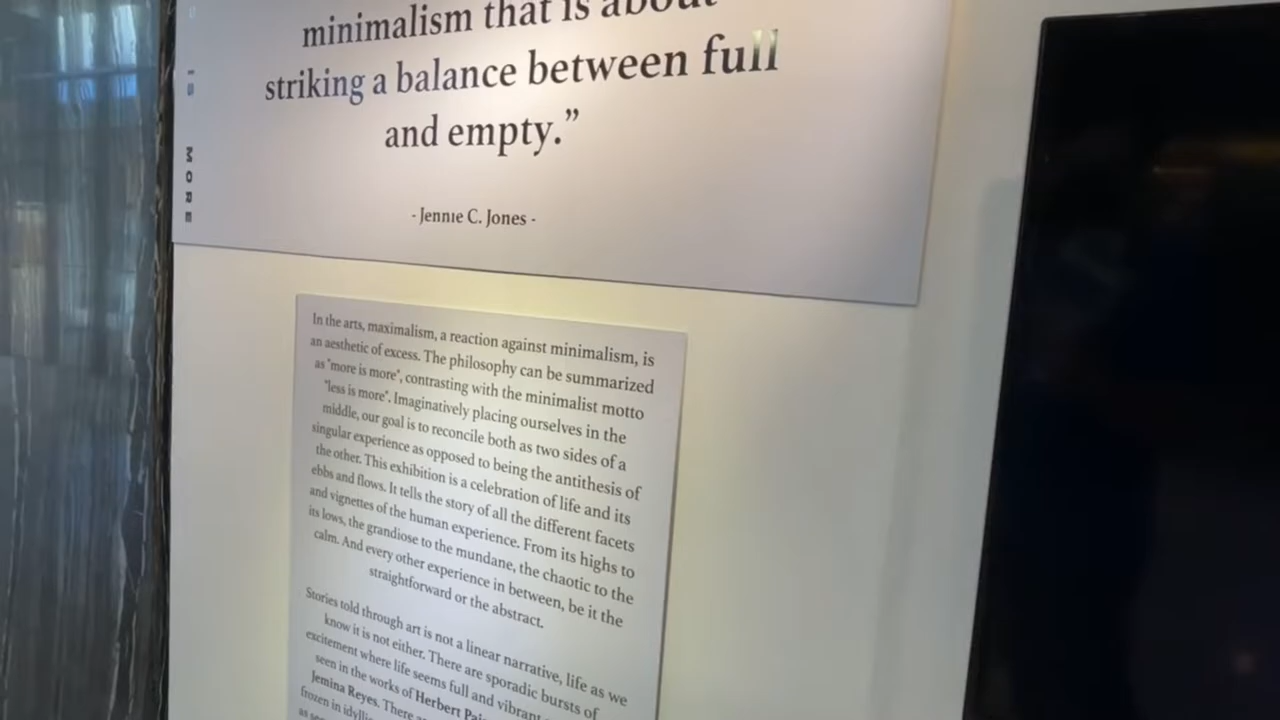 minimalism that is about
striking a balance between full
and empty.”
- Jennie C. Jones -
IS MORE
In the arts, maximalism, a reaction against minimalism, is
an aesthetic of excess. The philosophy can be summarized
as "more is more", contrasting with the minimalist motto
"less is more". Imaginatively placing ourselves in the
middle, our goal is to reconcile both as two sides of a
singular experience as opposed to being the antithesis of
the other. This exhibition is a celebration of life and its
ebbs and flows. It tells the story of all the different facets
and vignettes of the human experience. From its highs to
its lows, the grandiose to the mundane, the chaotic to the
calm. And every other experience in between, be it the
straightforward or the abstract.
Stories told through art is not a linear narrative, life as we
know it is not either. There are sporadic bursts of
excitement where life seems full and vibrant
seen in the works of Herbert
Jemina Reyes. There
frozen in
as